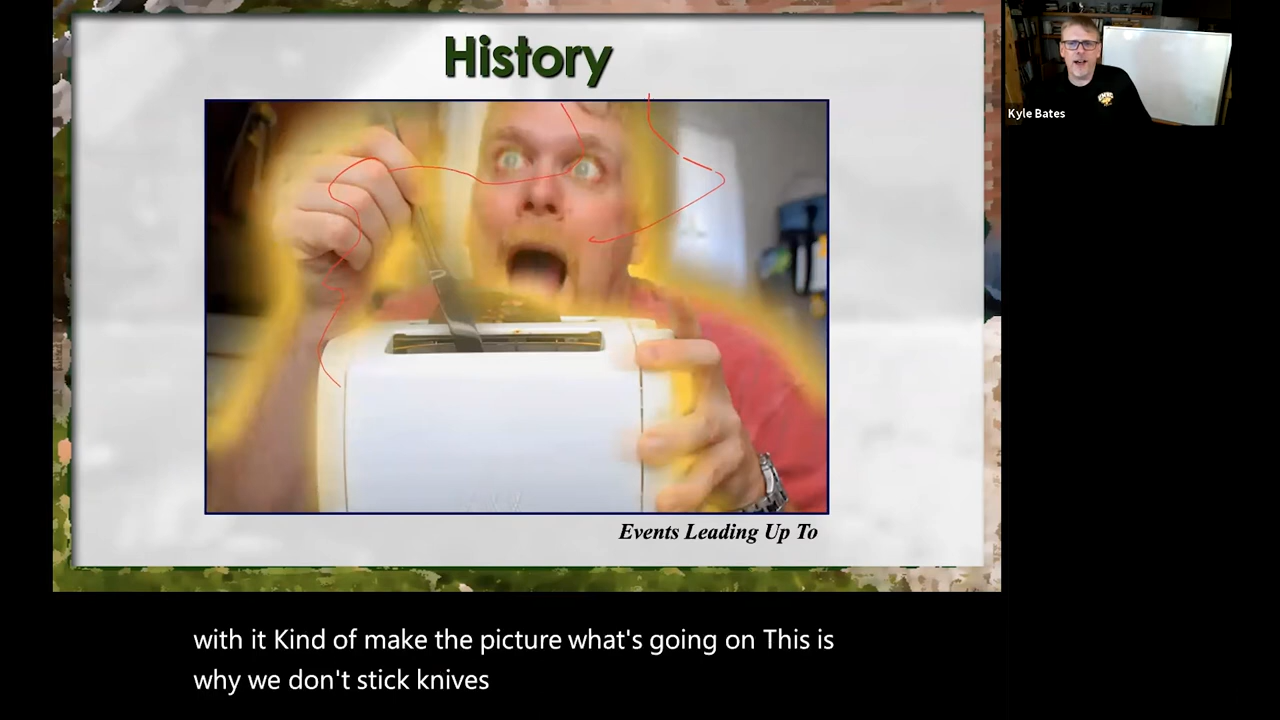 History
Kyle Bates
Events Leading Up To
with it Kind of make the picture what's going on This is
why we don't stick knives